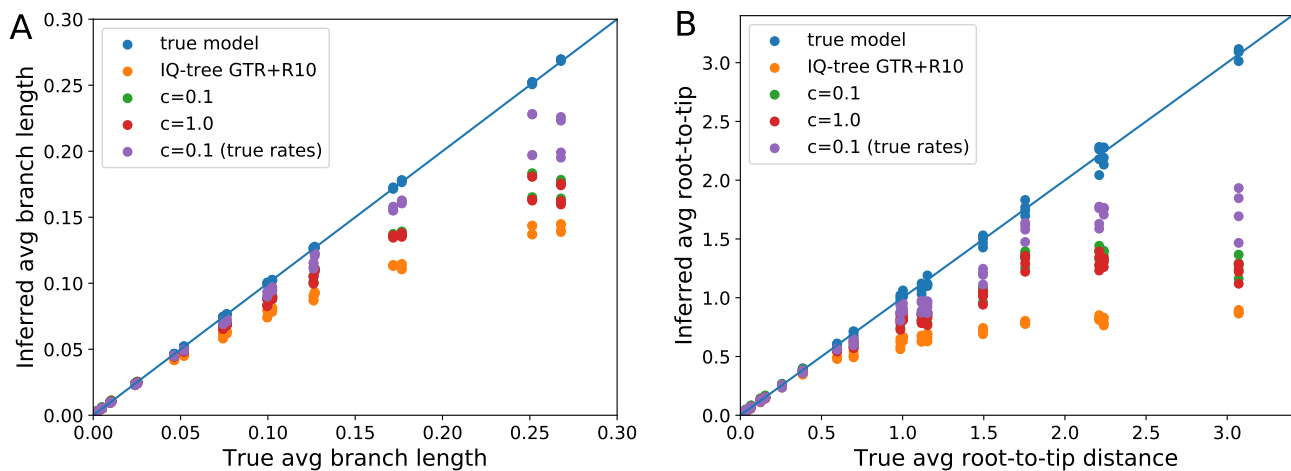 A
0.30
0.25
0.20
0.15
0.10
0.05
0.00
Inferred avg branch length
true model
IQ-tree GTR+R10
c=0.1
c=1.0
c=0.1 (true rates)
0.00 0.05 0.10 0.15 0.20 0.25 0.30
True avg branch length
B
3.0
2.5
2.0
1.5
1.0
0.5
0.0
Inferred avg root-to-tip
true model
IQ-tree GTR+R10
c=0.1
c=1.0
c=0.1 (true rates)
0.0 0.5 1.0 1.5 2.0 2.5 3.0
True avg root-to-tip distance